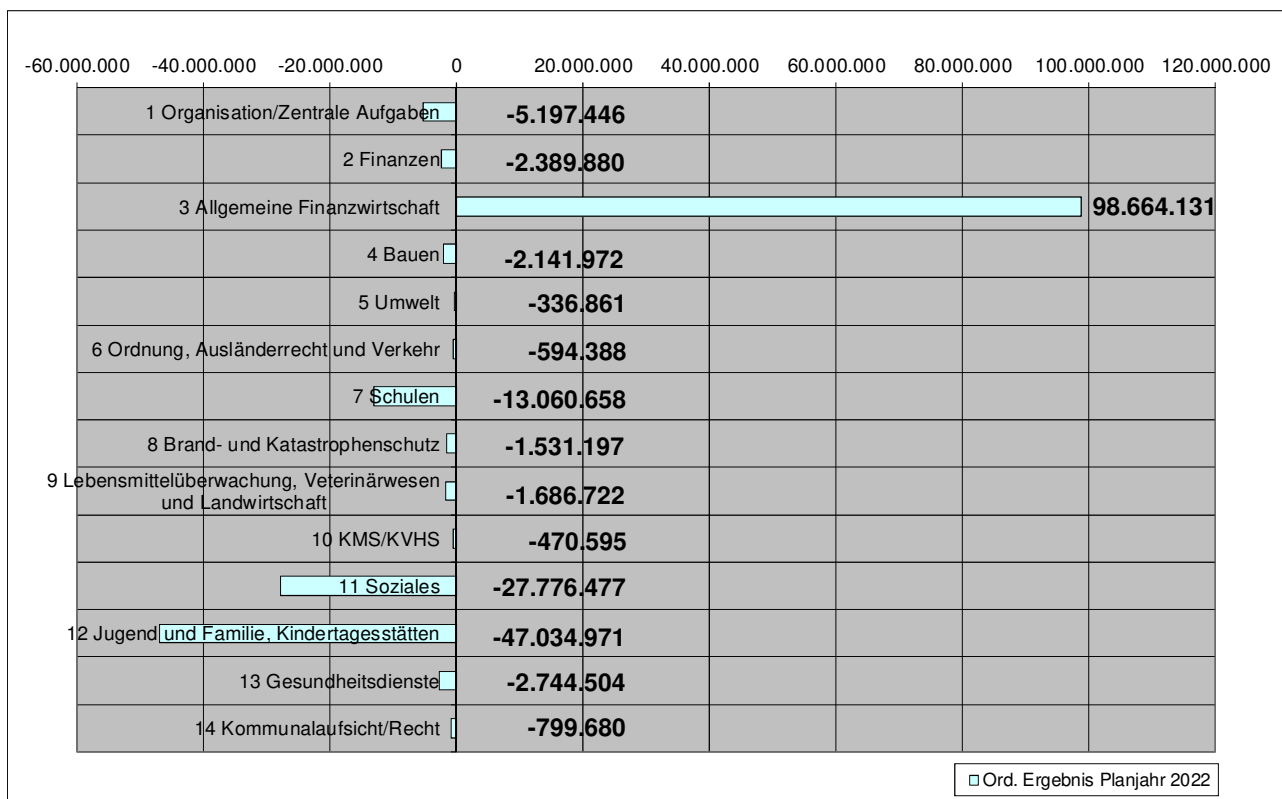 -60.000.000 -40.000.000 -20.000.000 0 20.000.000 40.000.000 60.000.000 80.000.000 100.000.000 120.000.000
1 Organisation/Zentrale Aufgaben -5.197.446
2 Finanzen -2.389.880
3 Allgemeine Finanzwirtschaft 98.664.131
4 Bauen -2.141.972
5 Umwelt -336.861
6 Ordnung, Ausländerrecht und Verkehr -594.388
7 Schulen -13.060.658
8 Brand- und Katastrophenschutz -1.531.197
9 Lebensmittelüberwachung, Veterinärwesen
und Landwirtschaft -1.686.722
10 KMS/KVHS -470.595
11 Soziales -27.776.477
12 Jugend und Familie, Kindertagesstätten -47.034.971
13 Gesundheitsdienste -2.744.504
14 Kommunalaufsicht/Recht -799.680
Ord. Ergebnis Planjahr 2022